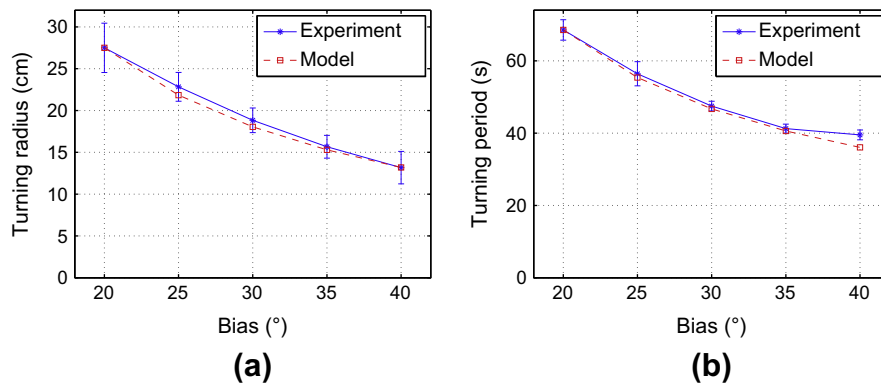 30
25
20
15
10
5
0
20 25 30 35 40
Turning radius (cm)
Bias (°)
Experiment
Model
(a)
60
40
20
0
20 25 30 35 40
Turning period (s)
Bias (°)
Experiment
Model
(b)